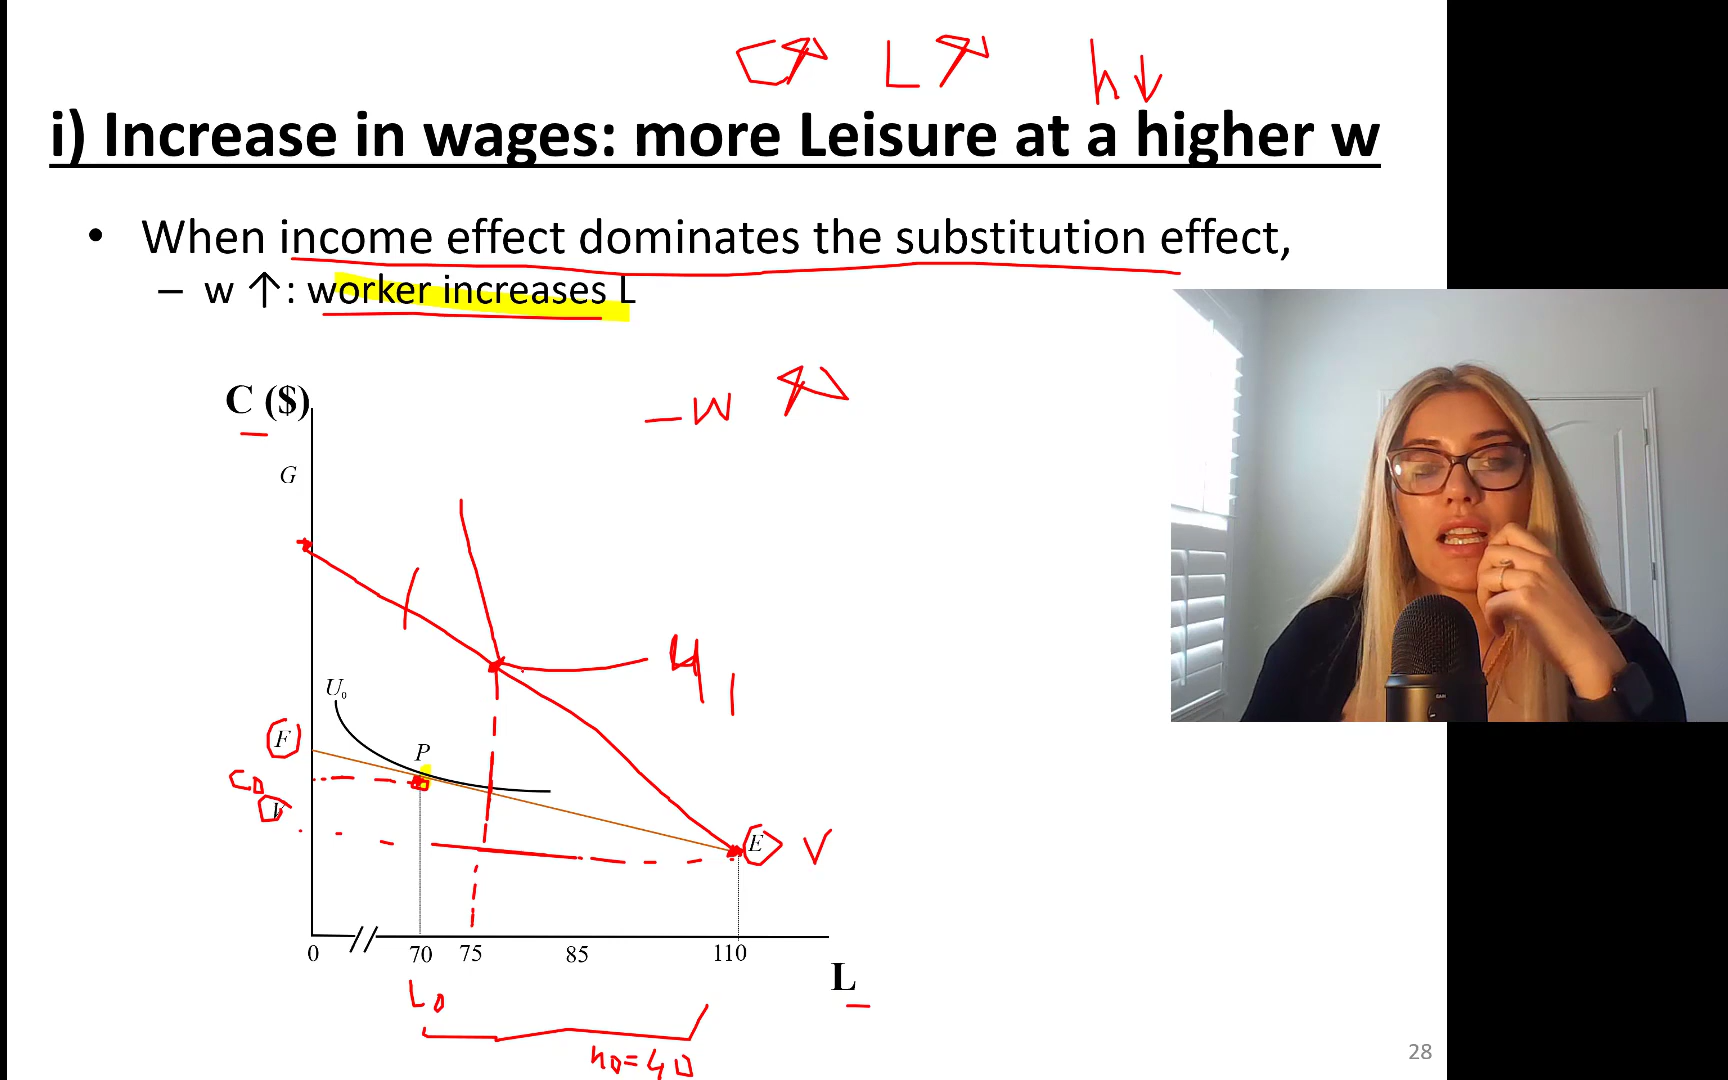 C↗ L↗ h↓
i) Increase in wages: more Leisure at a higher w
• When income effect dominates the substitution effect,
– w ↑: worker increases L
C ($)
– w ↗
G
U₁
U₀
F
P
C₀
V
E V
0 // 70 75 85 110
L
L₀
h₀=40
28